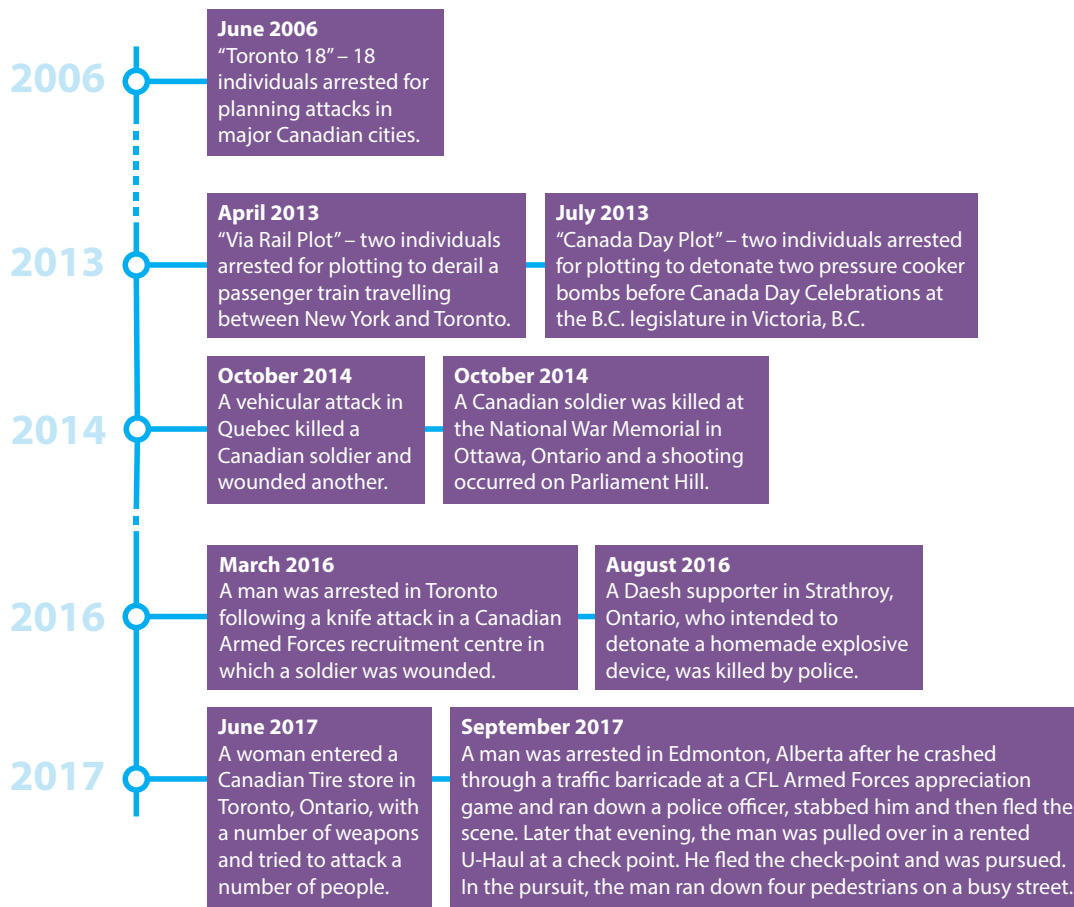 2006
June 2006
“Toronto 18” – 18
individuals arrested for
planning attacks in
major Canadian cities.
2013
April 2013
“Via Rail Plot” – two individuals
arrested for plotting to derail a
passenger train travelling
between New York and Toronto.
July 2013
“Canada Day Plot” – two individuals arrested
for plotting to detonate two pressure cooker
bombs before Canada Day Celebrations at
the B.C. legislature in Victoria, B.C.
2014
October 2014
A vehicular attack in
Quebec killed a
Canadian soldier and
wounded another.
October 2014
A Canadian soldier was killed at
the National War Memorial in
Ottawa, Ontario and a shooting
occurred on Parliament Hill.
2016
March 2016
A man was arrested in Toronto
following a knife attack in a Canadian
Armed Forces recruitment centre in
which a soldier was wounded.
August 2016
A Daesh supporter in Strathroy,
Ontario, who intended to
detonate a homemade explosive
device, was killed by police.
2017
June 2017
A woman entered a
Canadian Tire store in
Toronto, Ontario, with
a number of weapons
and tried to attack a
number of people.
September 2017
A man was arrested in Edmonton, Alberta after he crashed
through a traffic barricade at a CFL Armed Forces appreciation
game and ran down a police officer, stabbed him and then fled the
scene. Later that evening, the man was pulled over in a rented
U-Haul at a check point. He fled the check-point and was pursued.
In the pursuit, the man ran down four pedestrians on a busy street.